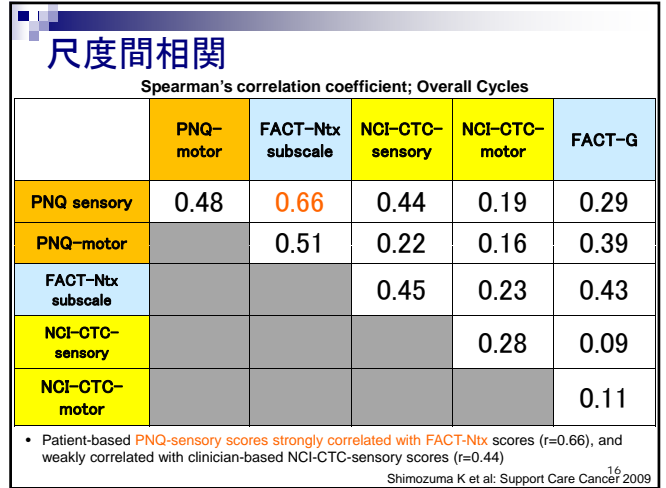 尺度間相関
Spearman's correlation coefficient; Overall Cycles
PNQ-motor FACT-Ntx subscale NCI-CTC-sensory NCI-CTC-motor FACT-G
PNQ sensory 0.48 0.66 0.44 0.19 0.29
PNQ-motor 0.51 0.22 0.16 0.39
FACT-Ntx subscale 0.45 0.23 0.43
NCI-CTC-sensory 0.28 0.09
NCI-CTC-motor 0.11
• Patient-based PNQ-sensory scores strongly correlated with FACT-Ntx scores (r=0.66), and
weakly correlated with clinician-based NCI-CTC-sensory scores (r=0.44)
16
Shimozuma K et al: Support Care Cancer 2009